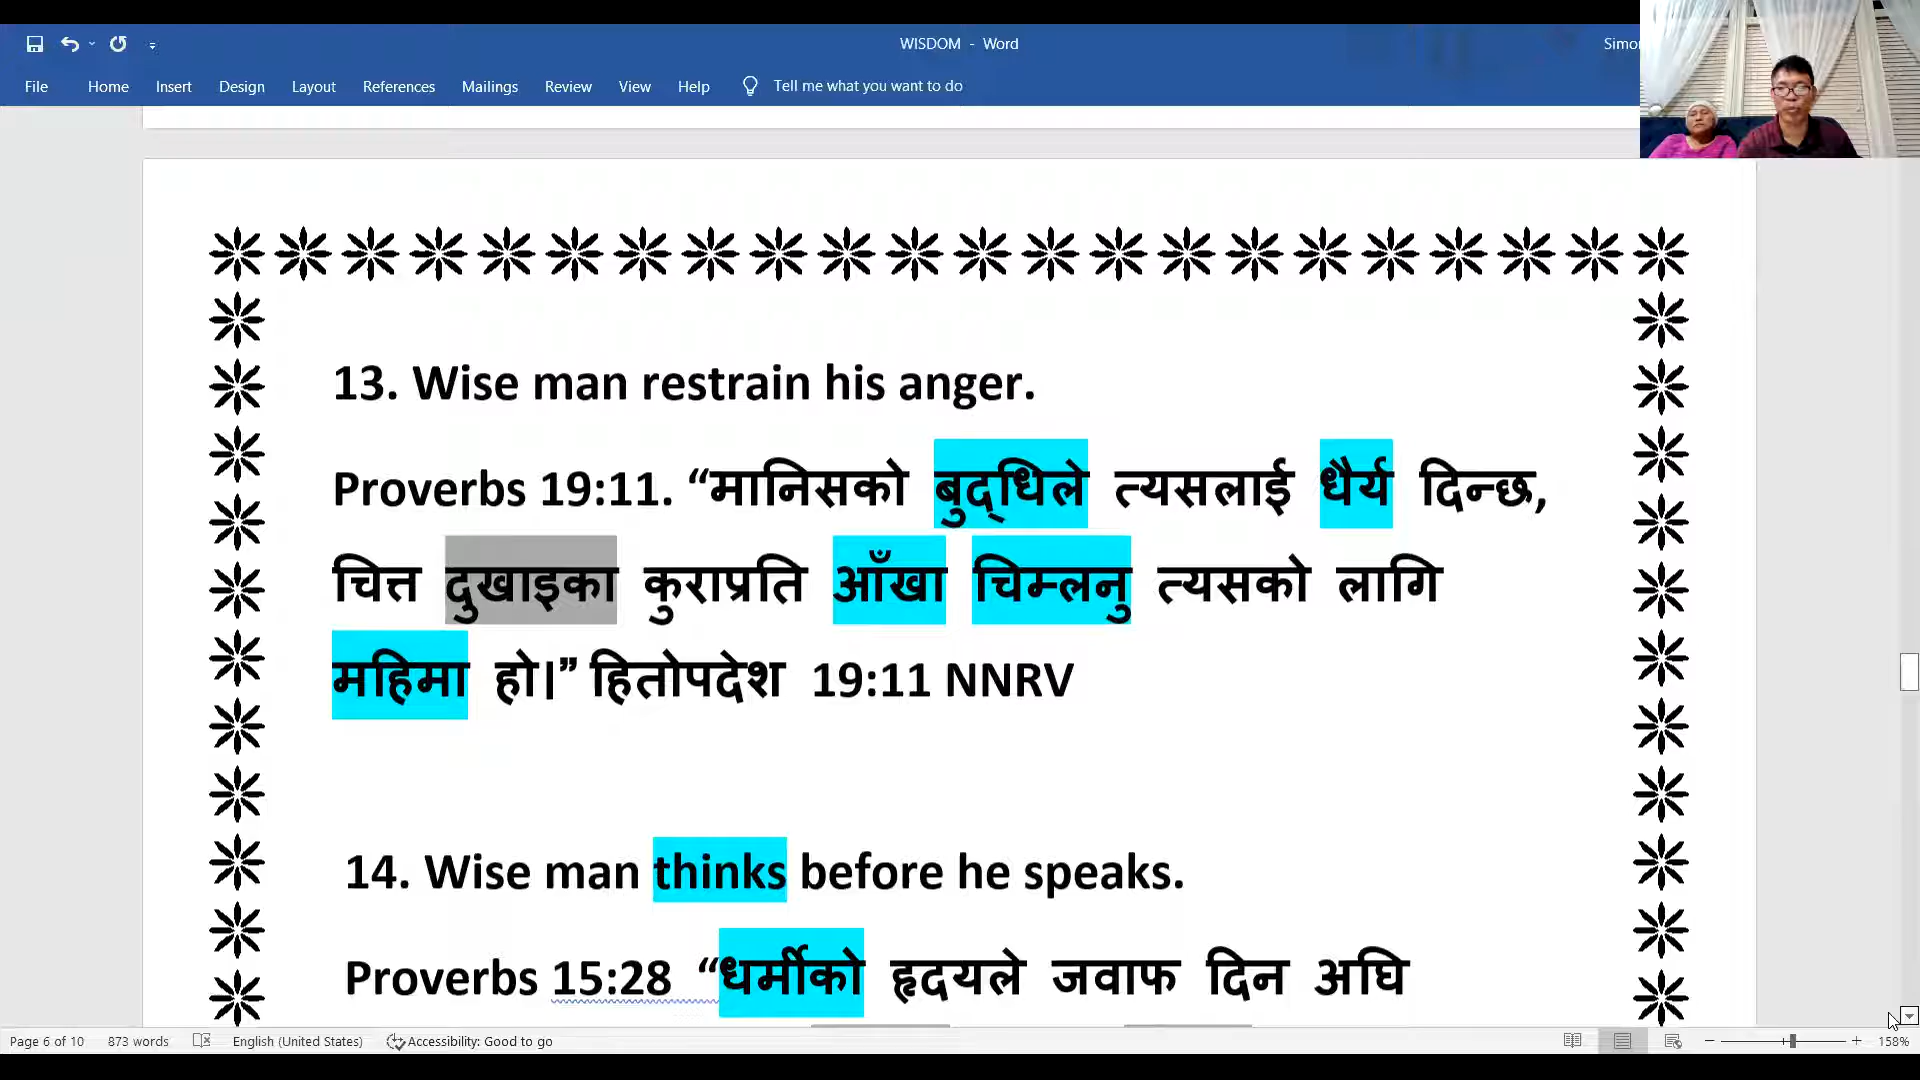 WISDOM - Word
File Home Insert Design Layout References Mailings Review View Help Tell me what you want to do
13. Wise man restrain his anger.
Proverbs 19:11. “मानिसको बुद्धिले त्यसलाई धैर्य दिन्छ,
चित्त दुखाइका कुराप्रति आँखा चिम्लनु त्यसको लागि
महिमा हो।” हितोपदेश 19:11 NNRV
14. Wise man thinks before he speaks.
Proverbs 15:28 “धर्मीको हृदयले जवाफ दिन अघि
Page 6 of 10 873 words English (United States) Accessibility: Good to go 158%